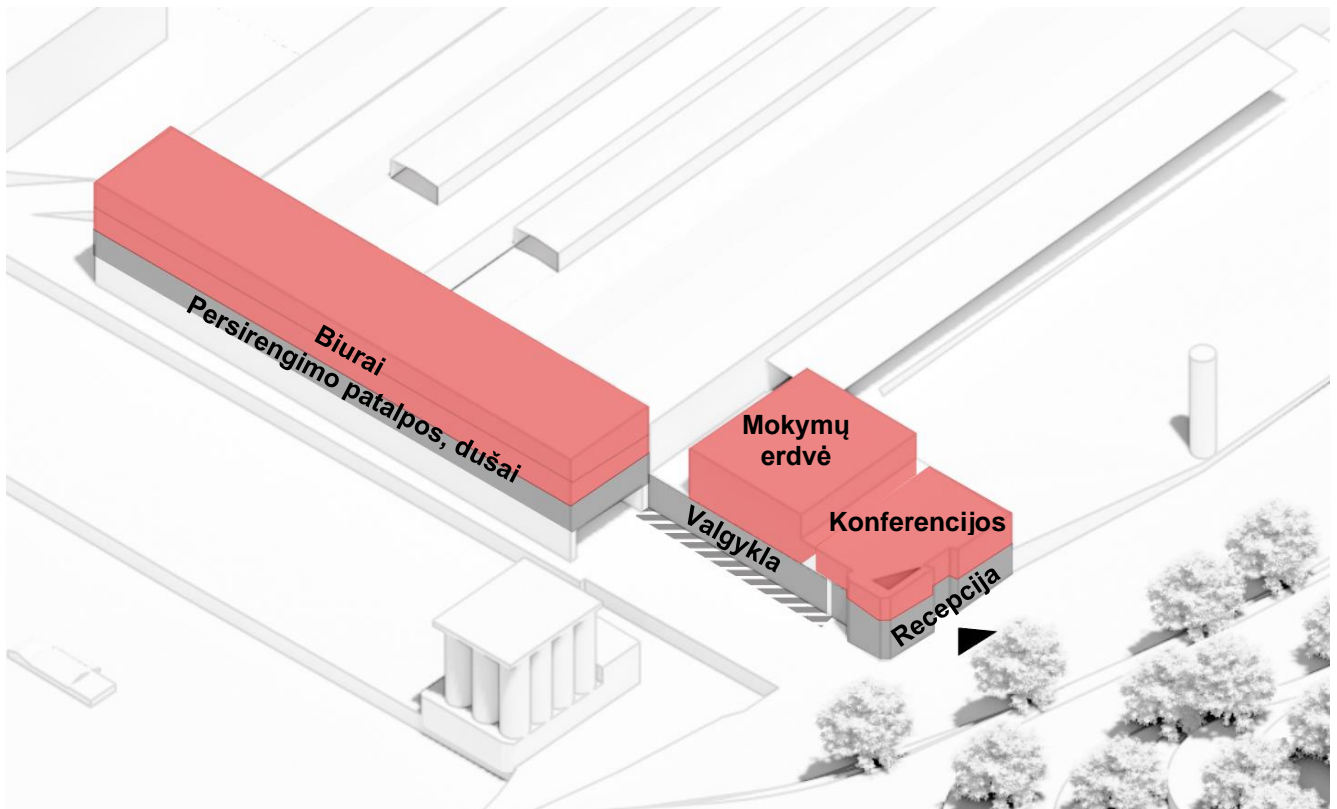 Biurai
Persirengimo patalpos, dušai
Mokymų
erdvė
Valgykla
Konferencijos
Recepcija